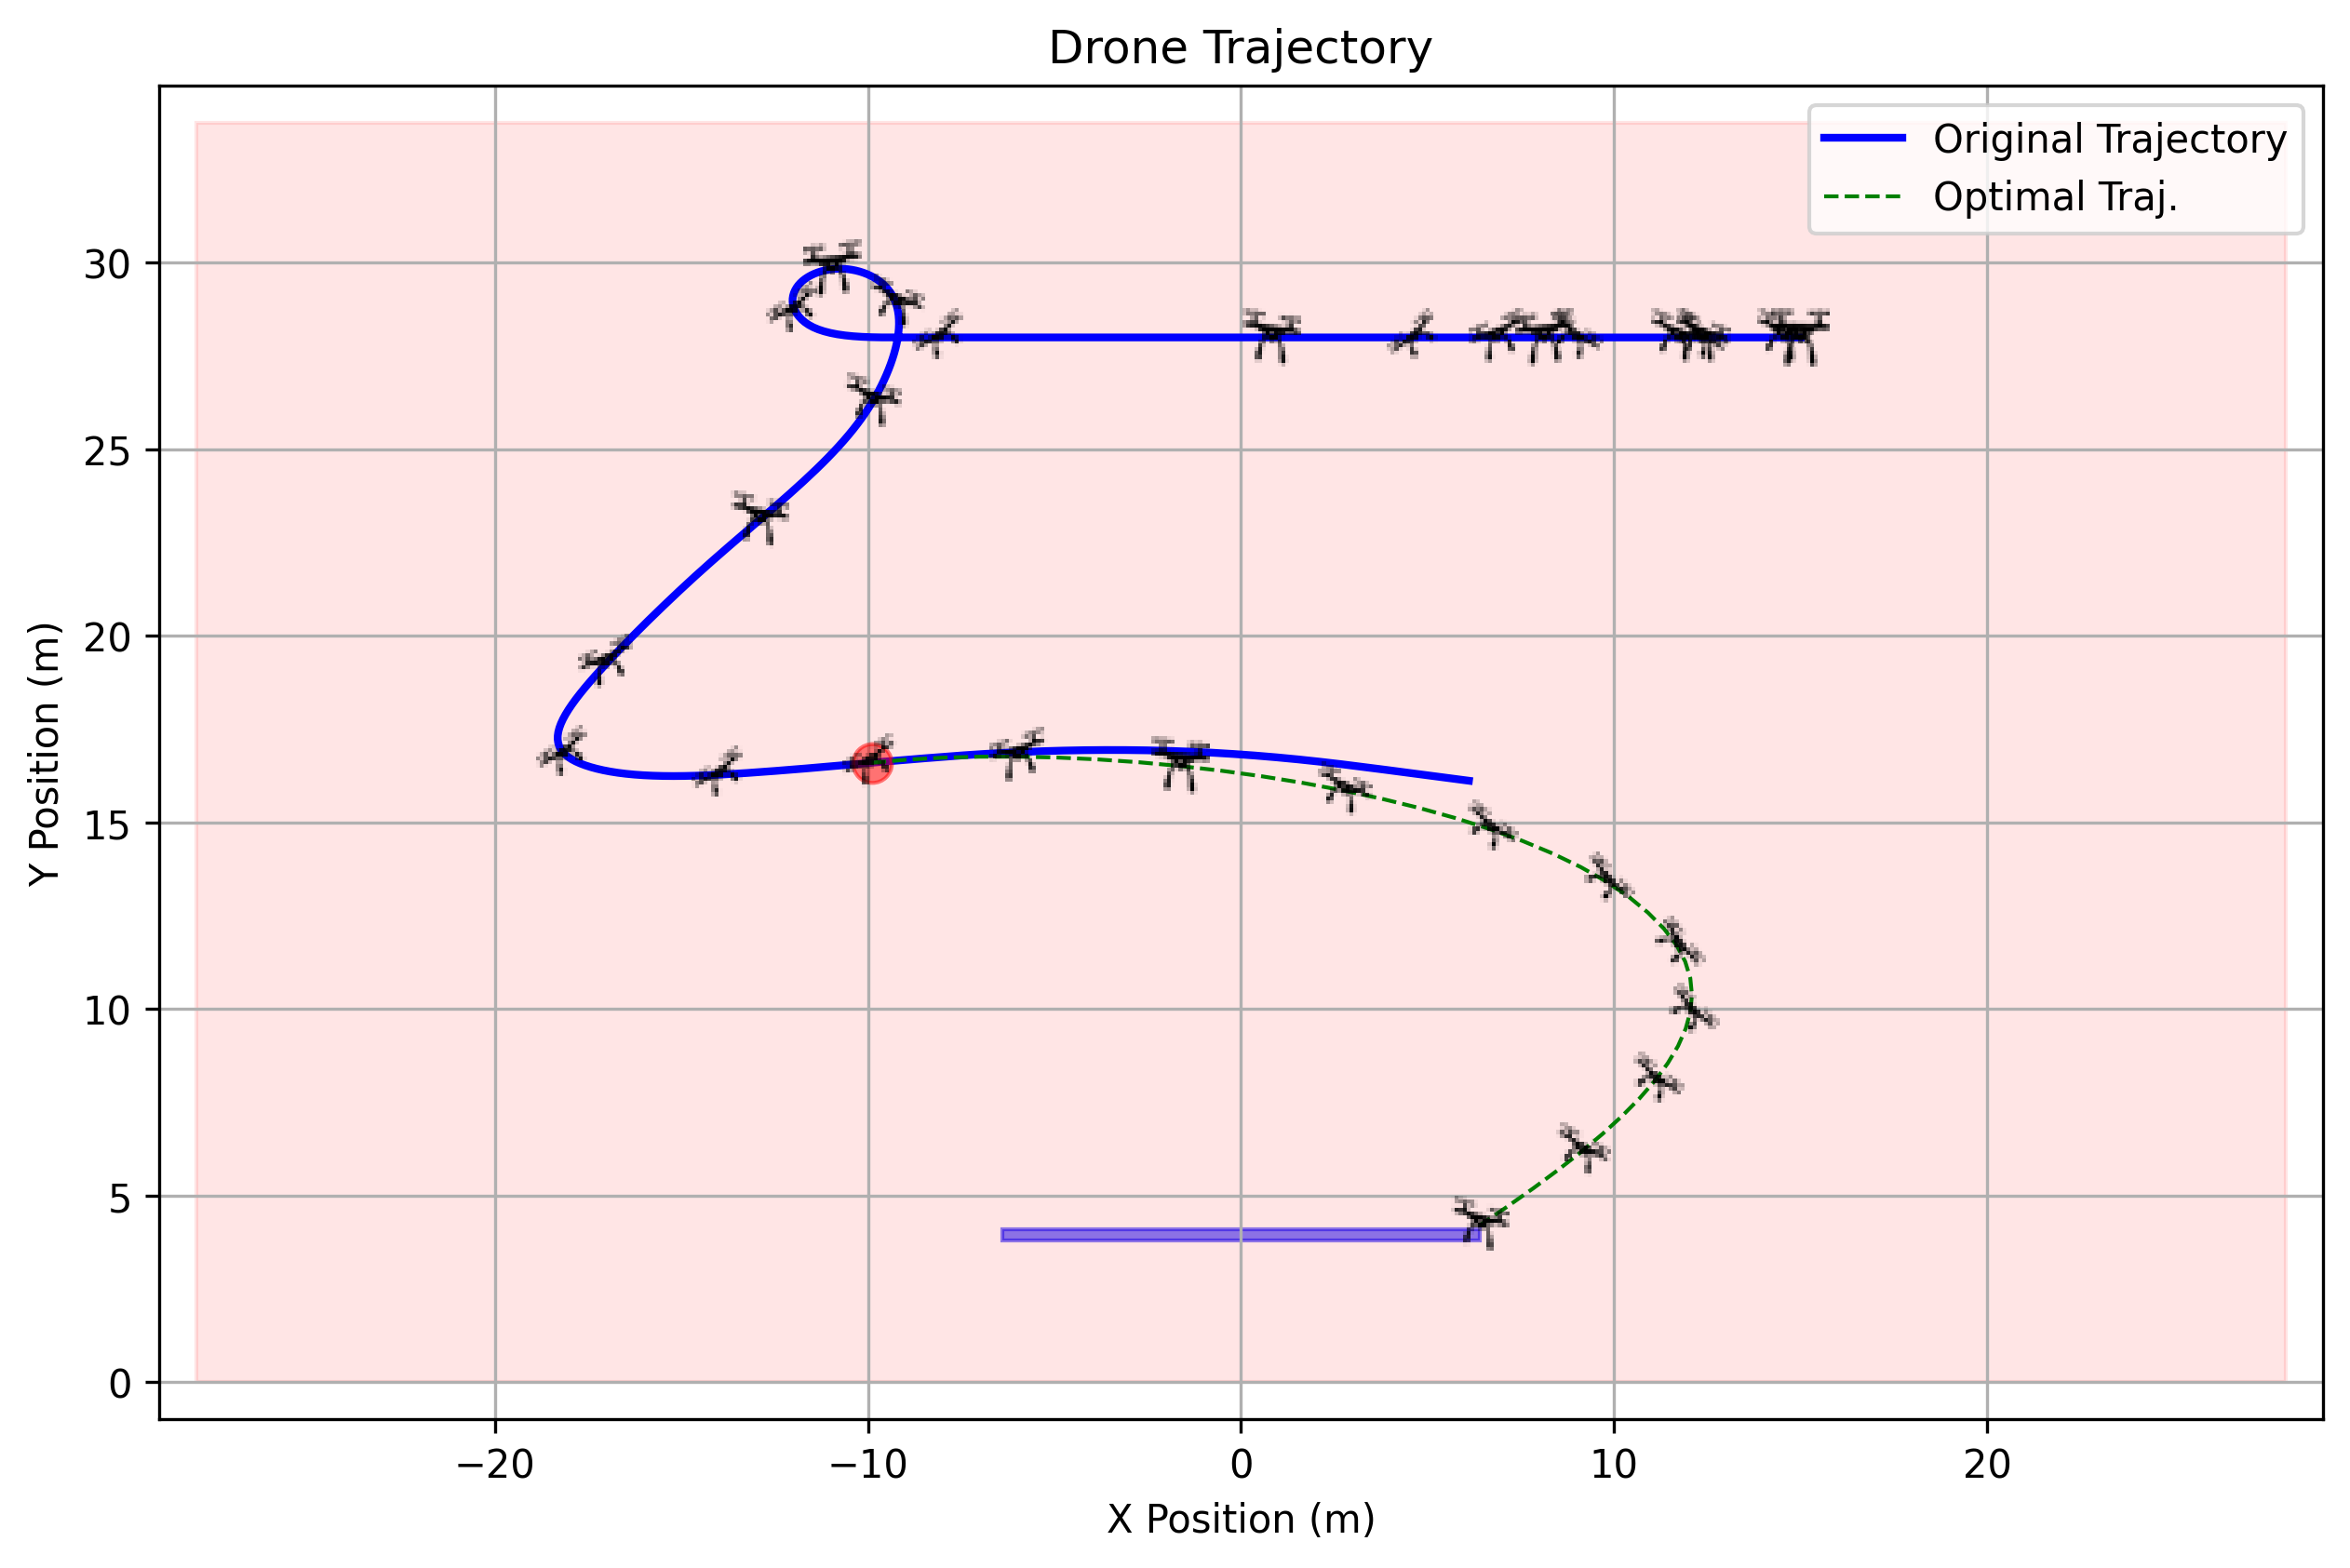 Drone Trajectory
Original Trajectory
Optimal Traj.
Y Position (m)
30
25
20
15
10
5
0
−20
−10
0
10
20
X Position (m)